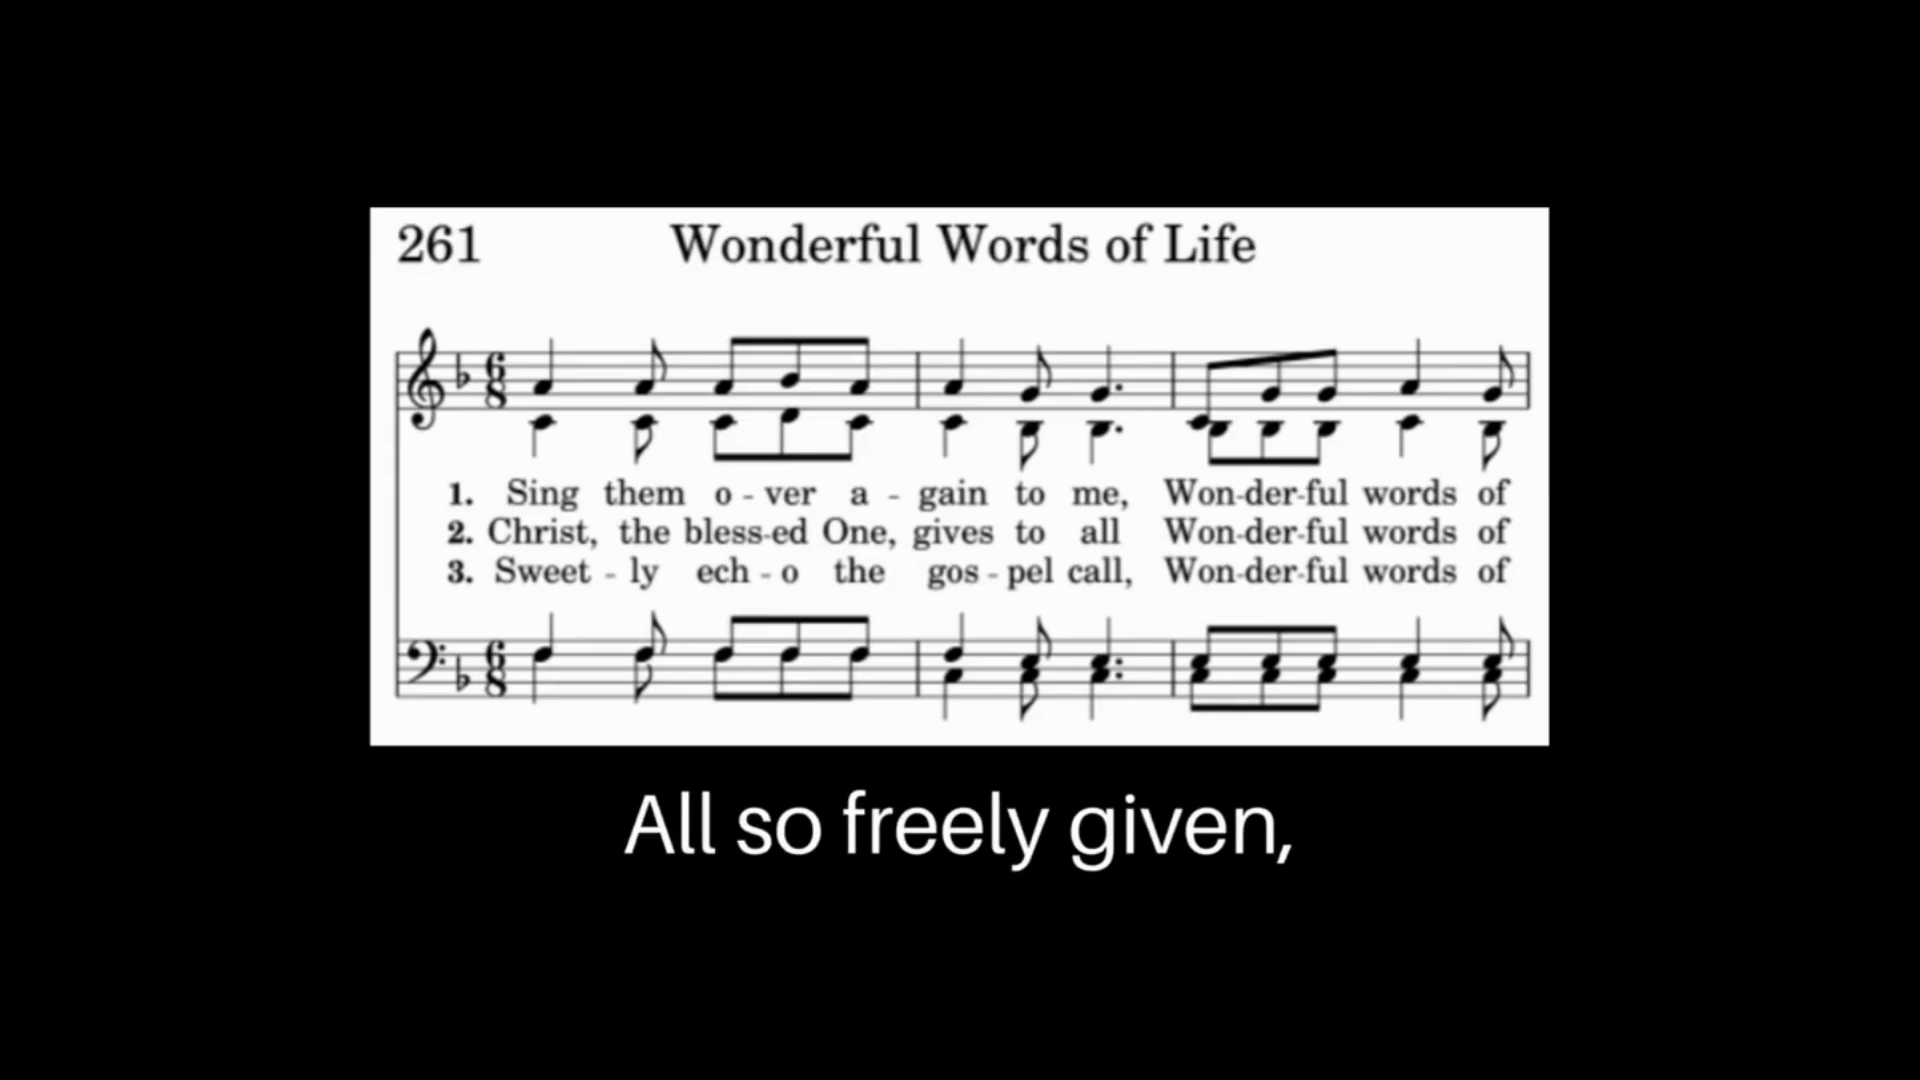 261 Wonderful Words of Life
1. Sing them o - ver a - gain to me, Won-der-ful words of
2. Christ, the bless-ed One, gives to all Won-der-ful words of
3. Sweet - ly ech - o the gos - pel call, Won-der-ful words of
All so freely given,